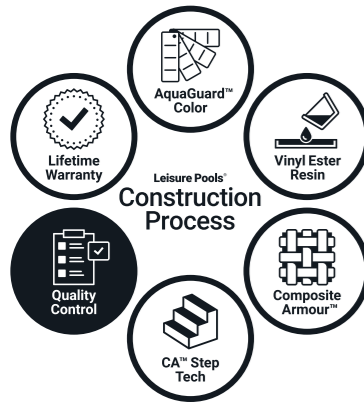 AquaGuard™
Color
Lifetime
Warranty
Vinyl Ester
Resin
Leisure Pools®
Construction
Process
Quality
Control
Composite
Armour™
CA™ Step
Tech